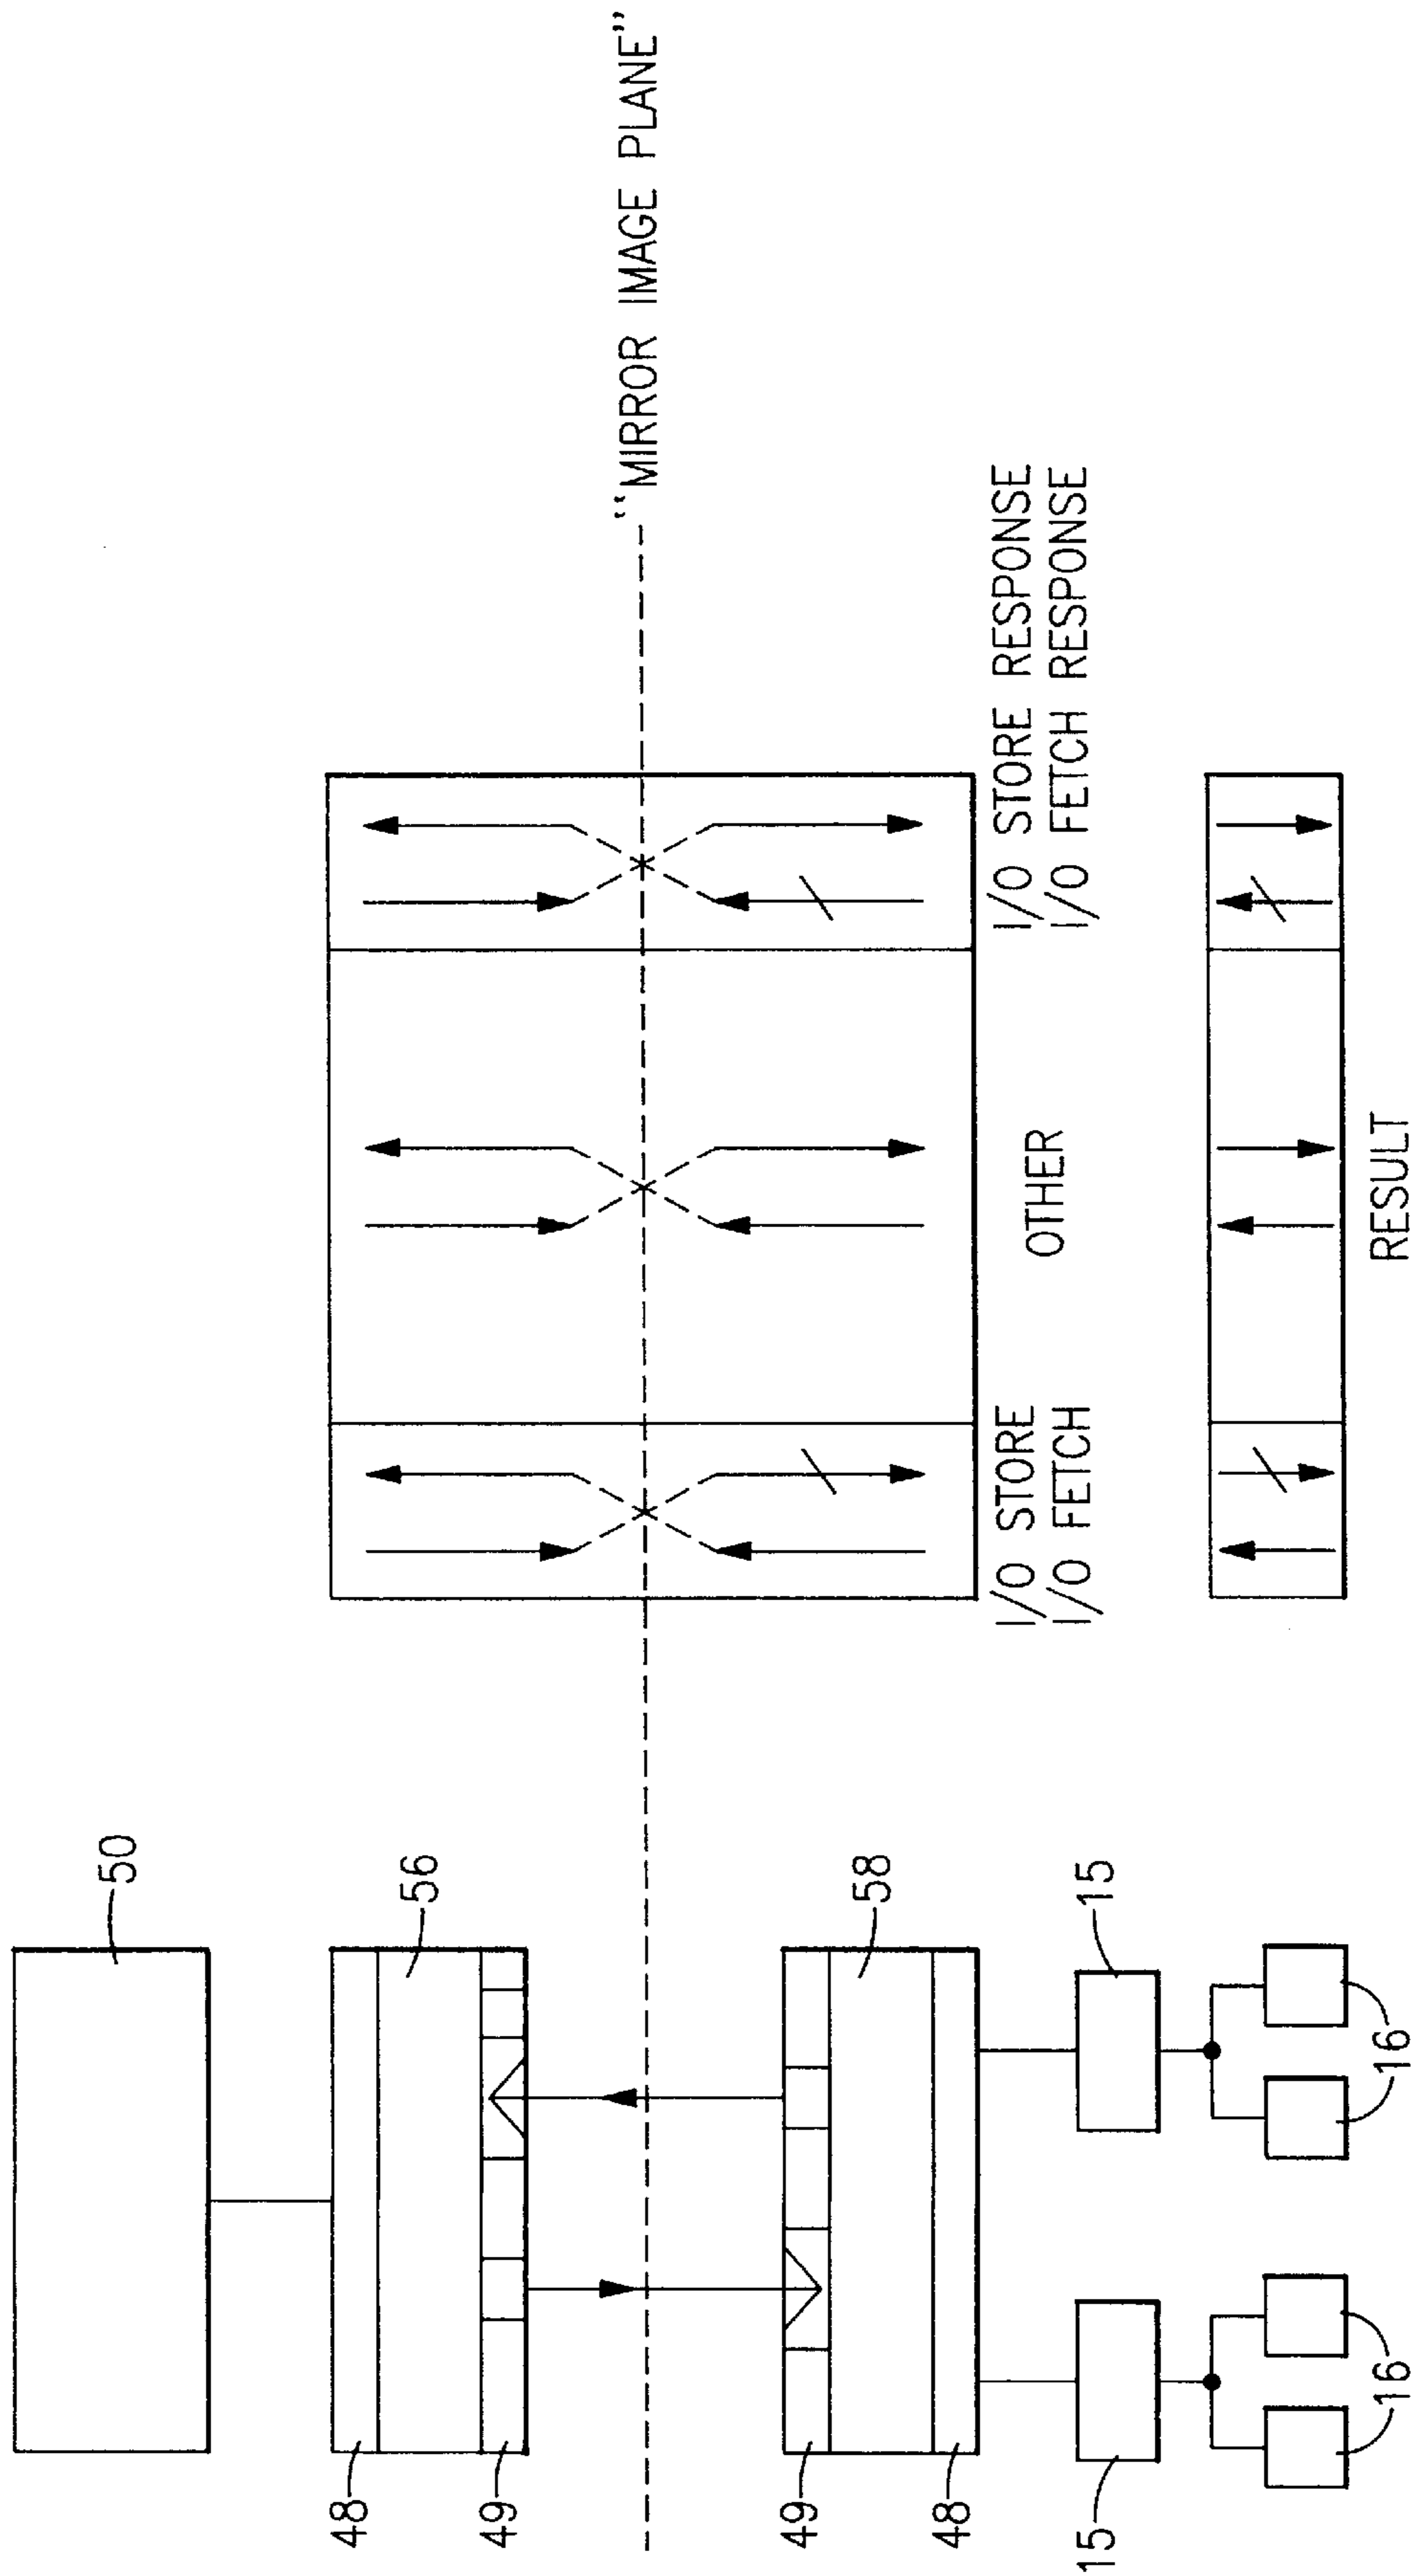 50
48
56
49
"MIRROR IMAGE PLANE"
49
58
48
15
15
16
16
I/O STORE
I/O FETCH
OTHER
I/O STORE RESPONSE
I/O FETCH RESPONSE
RESULT